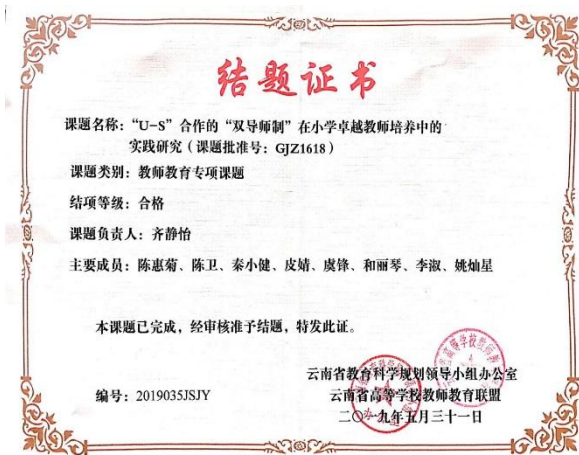 结题证书
课题名称：“U-S”合作的“双导师制”在小学卓越教师培养中的
实践研究（课题批准号：GJZ1618）
课题类别：教师教育专项课题
结项等级：合格
课题负责人：齐静怡
主要成员：陈惠菊、陈卫、秦小健、皮婧、虞锋、和丽琴、李淑、姚灿星
本课题已完成，经审核准予结题，特发此证。
云南省教育科学规划领导小组办公室
编号：2019035JSJY
云南省高等学校教师教育联盟
二〇一九年五月三十一日